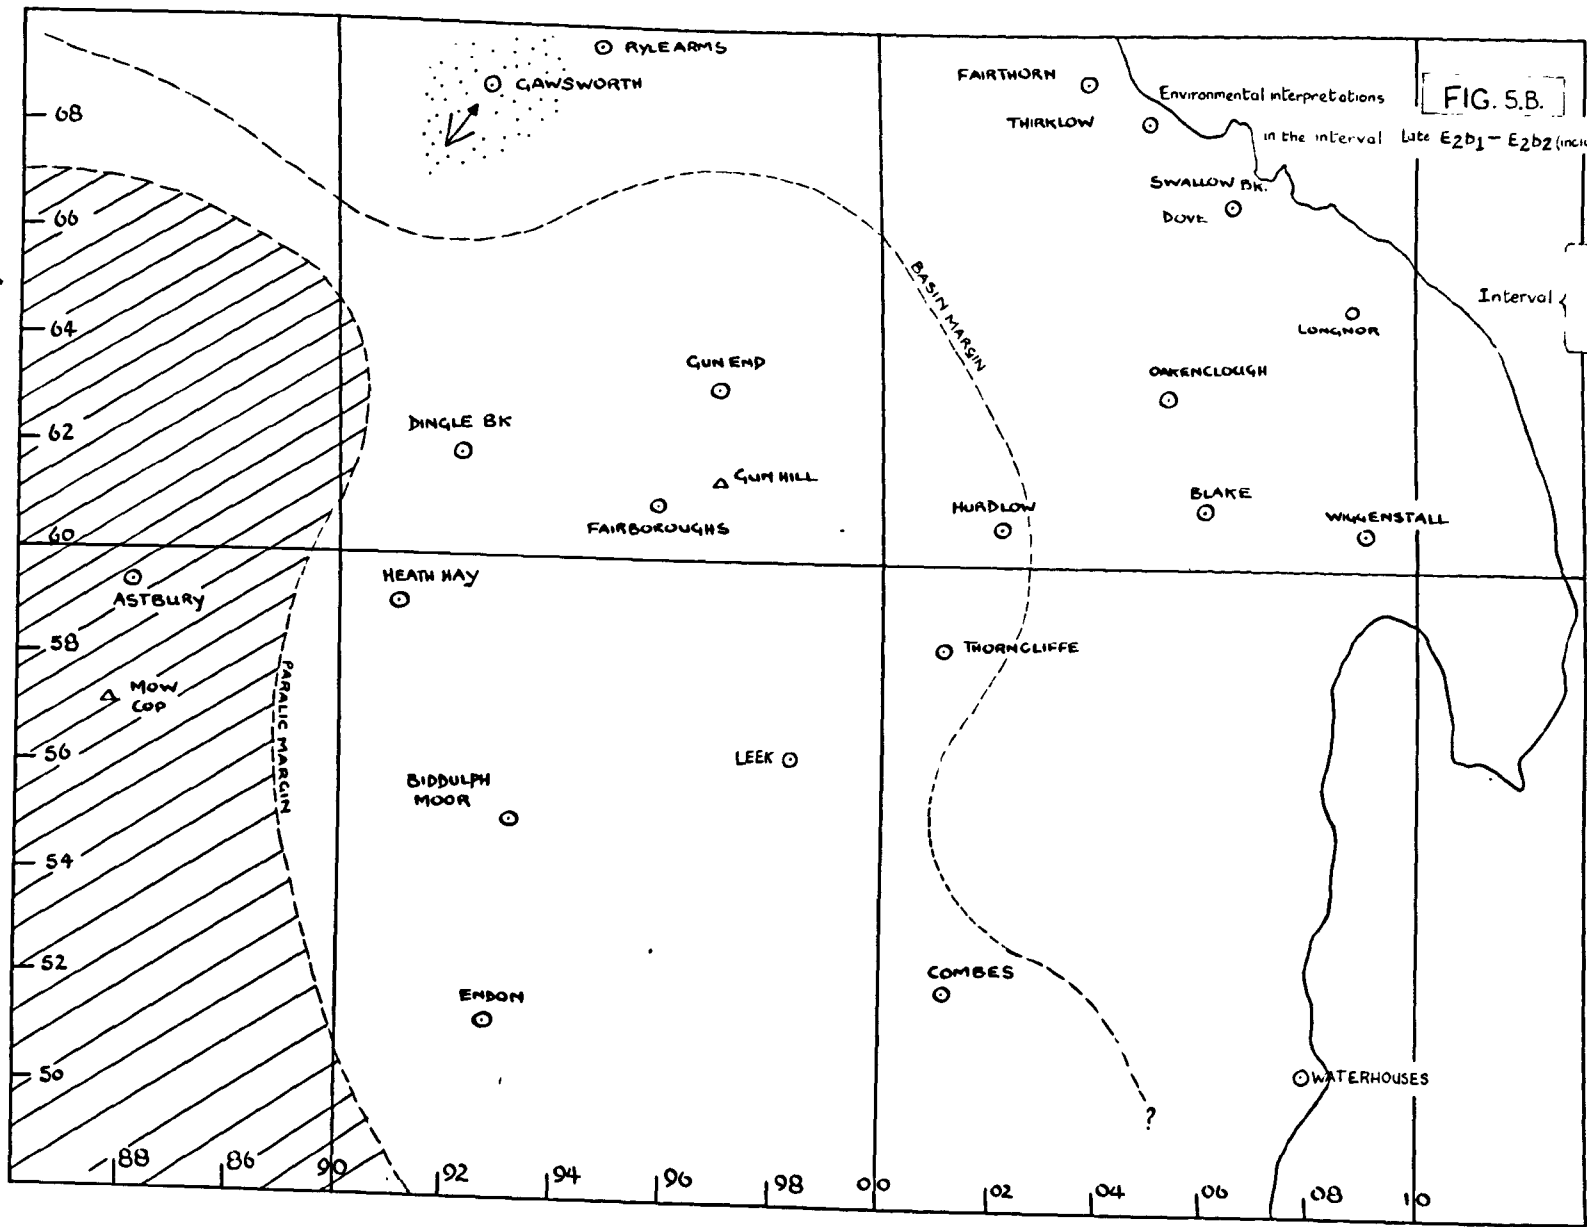 RYLE ARMS
GAWSWORTH
FAIRTHORN
THIRKLOW
Environmental interpretations
FIG. 5.B.
in the interval Late E2b1 - E2b2 (inclu
SWALLOW BK.
DOVE
68
66
64
62
60
58
56
54
52
50
BASIN MARGIN
Interval {
LONGNOR
GUN END
OAKENCLOUGH
DINGLE BK
GUN HILL
FAIRBOROUGHS
HURDLOW
BLAKE
WIGGENSTALL
ASTBURY
HEATH HAY
THORNCLIFFE
MOW
COP
PARALIC MARGIN
LEEK
BIDDULPH
MOOR
COMBES
ENDON
WATERHOUSES
?
88
86
90
92
94
96
98
00
02
04
06
08
10